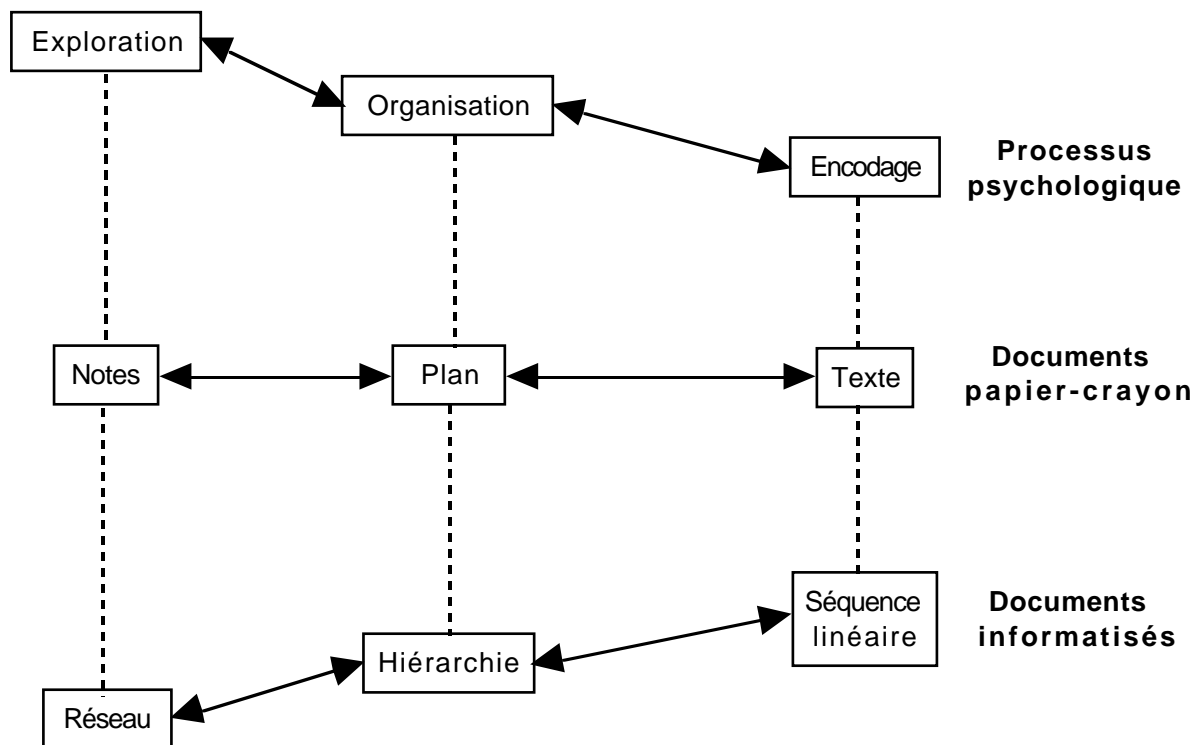 Exploration
Organisation
Encodage
Processus
psychologique
Notes
Plan
Texte
Documents
papier-crayon
Séquence
linéaire
Documents
informatisés
Hiérarchie
Réseau